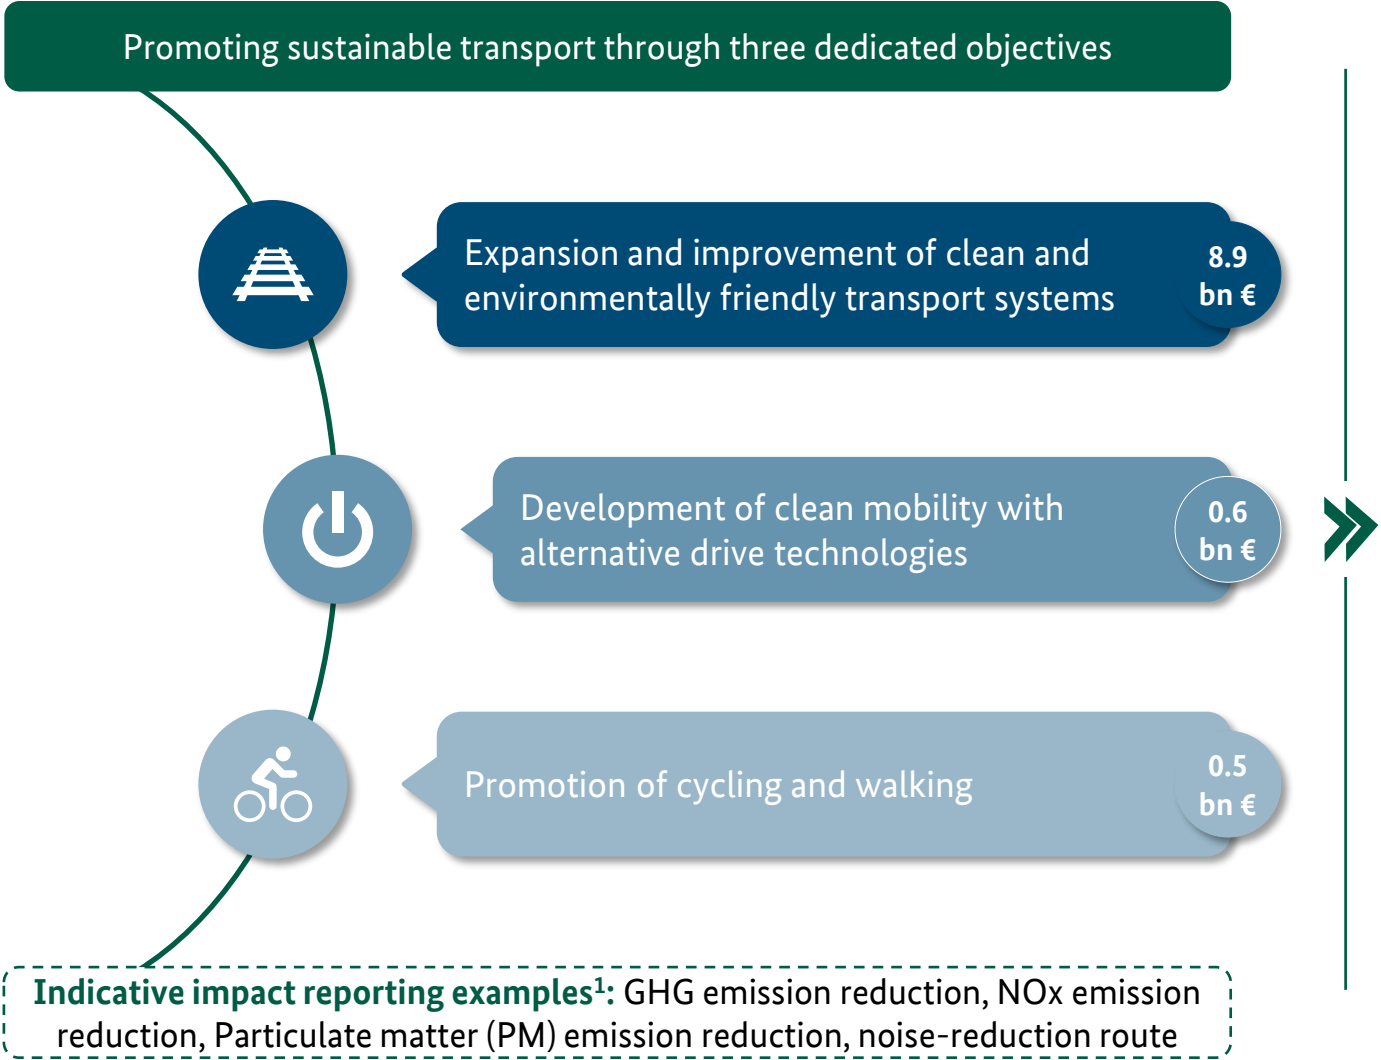 Promoting sustainable transport through three dedicated objectives
Expansion and improvement of clean and
environmentally friendly transport systems
8.9
bn €
Development of clean mobility with
alternative drive technologies
0.6
bn €
Promotion of cycling and walking
0.5
bn €
Indicative impact reporting examples¹: GHG emission reduction, NOx emission
reduction, Particulate matter (PM) emission reduction, noise-reduction route